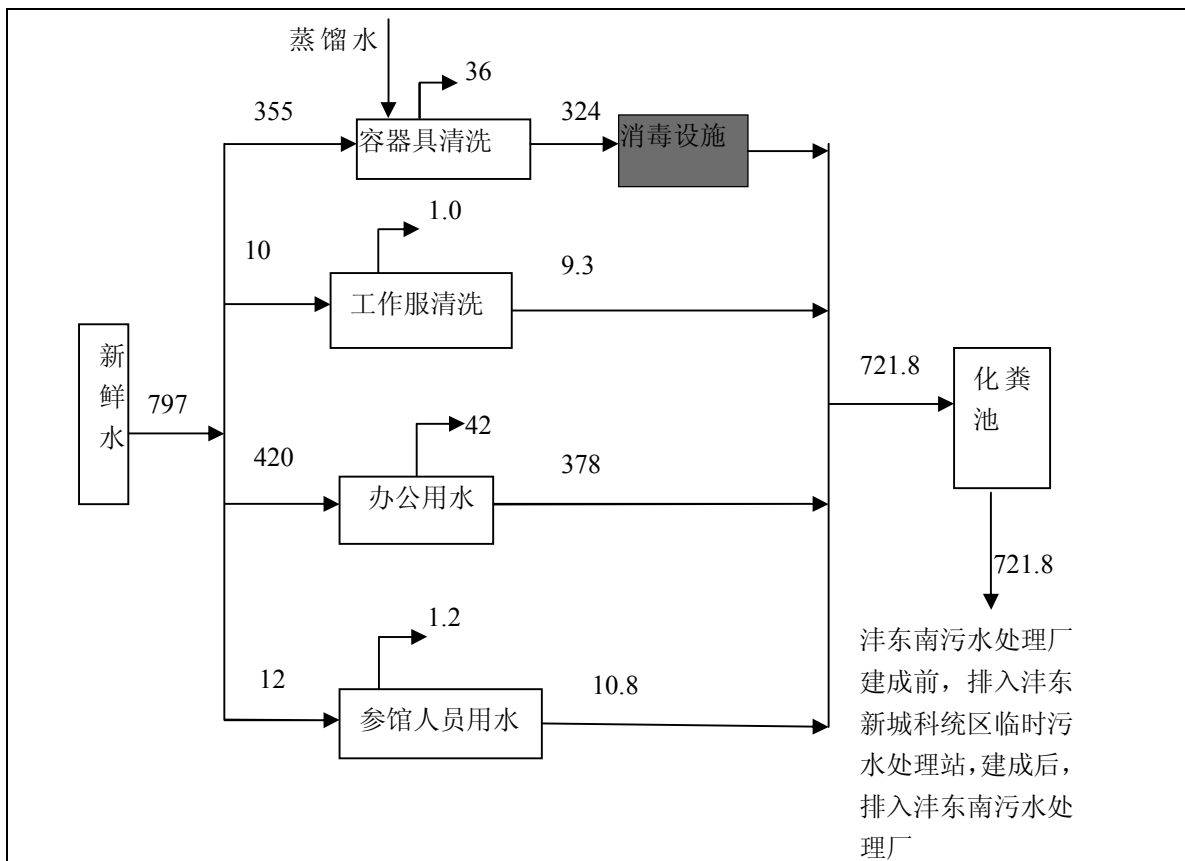 蒸馏水
36
355
324
容器具清洗
消毒设施
1.0
10
9.3
工作服清洗
新
鲜
水
797
721.8
化粪
池
42
420
378
办公用水
721.8
1.2
12
10.8
参馆人员用水
沣东南污水处理厂
建成前，排入沣东
新城科统区临时污
水处理站，建成后，
排入沣东南污水处
理厂